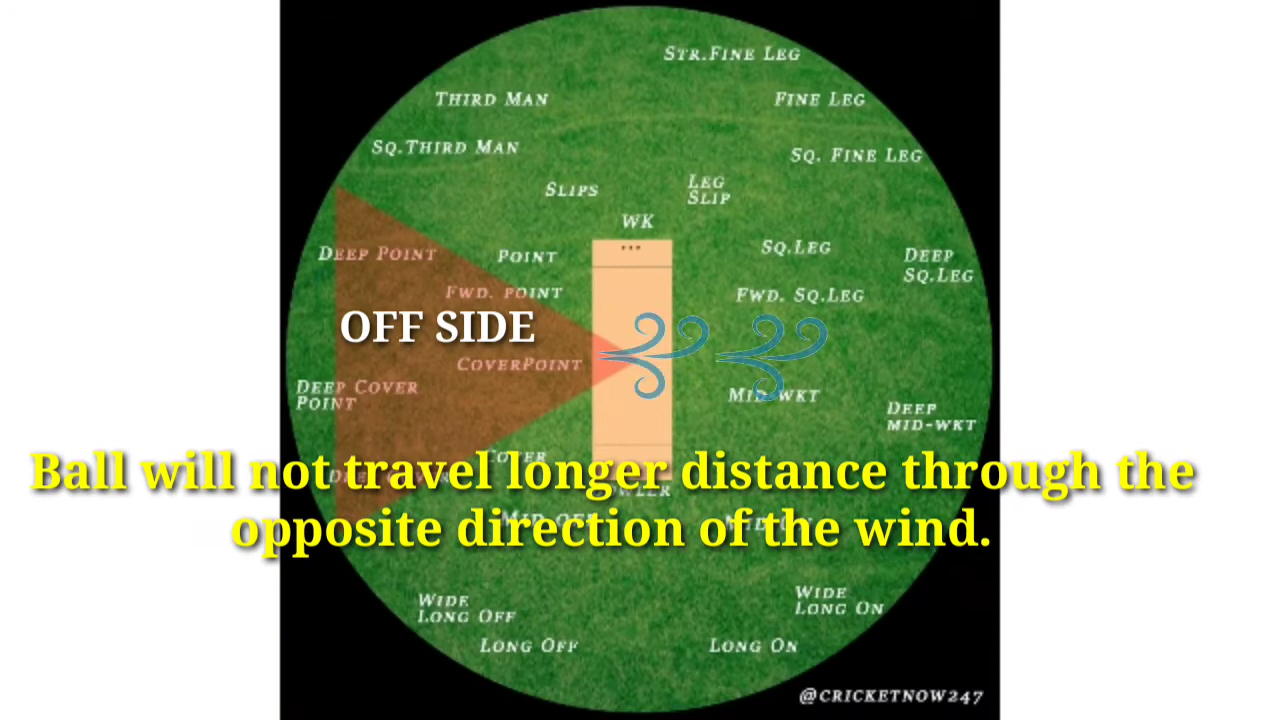 Str.Fine Leg
Third Man
Fine Leg
Sq.Third Man
Sq. Fine Leg
Slips
Leg
Slip
WK
Deep Point
Point
Sq.Leg
Deep
Sq.Leg
Fwd. point
Fwd. Sq.Leg
OFF SIDE
CoverPoint
Deep Cover
Point
Mid-wkt
Deep
mid-wkt
Cover
Ball will not travel longer distance through the
opposite direction of the wind.
Mid-off
Wide
Long Off
Wide
Long On
Long Off
Long On
@cricketnow247